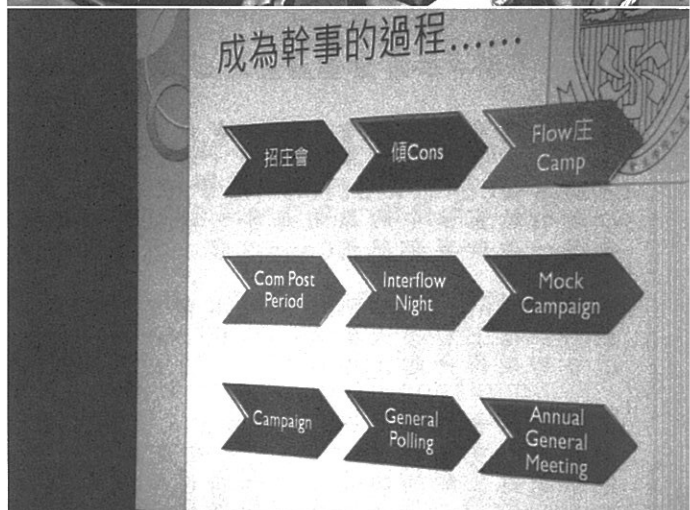 成為幹事的過程……
招庄會
傾Cons
Flow庄
Camp
Com Post
Period
Interflow
Night
Mock
Campaign
Campaign
General
Polling
Annual
General
Meeting